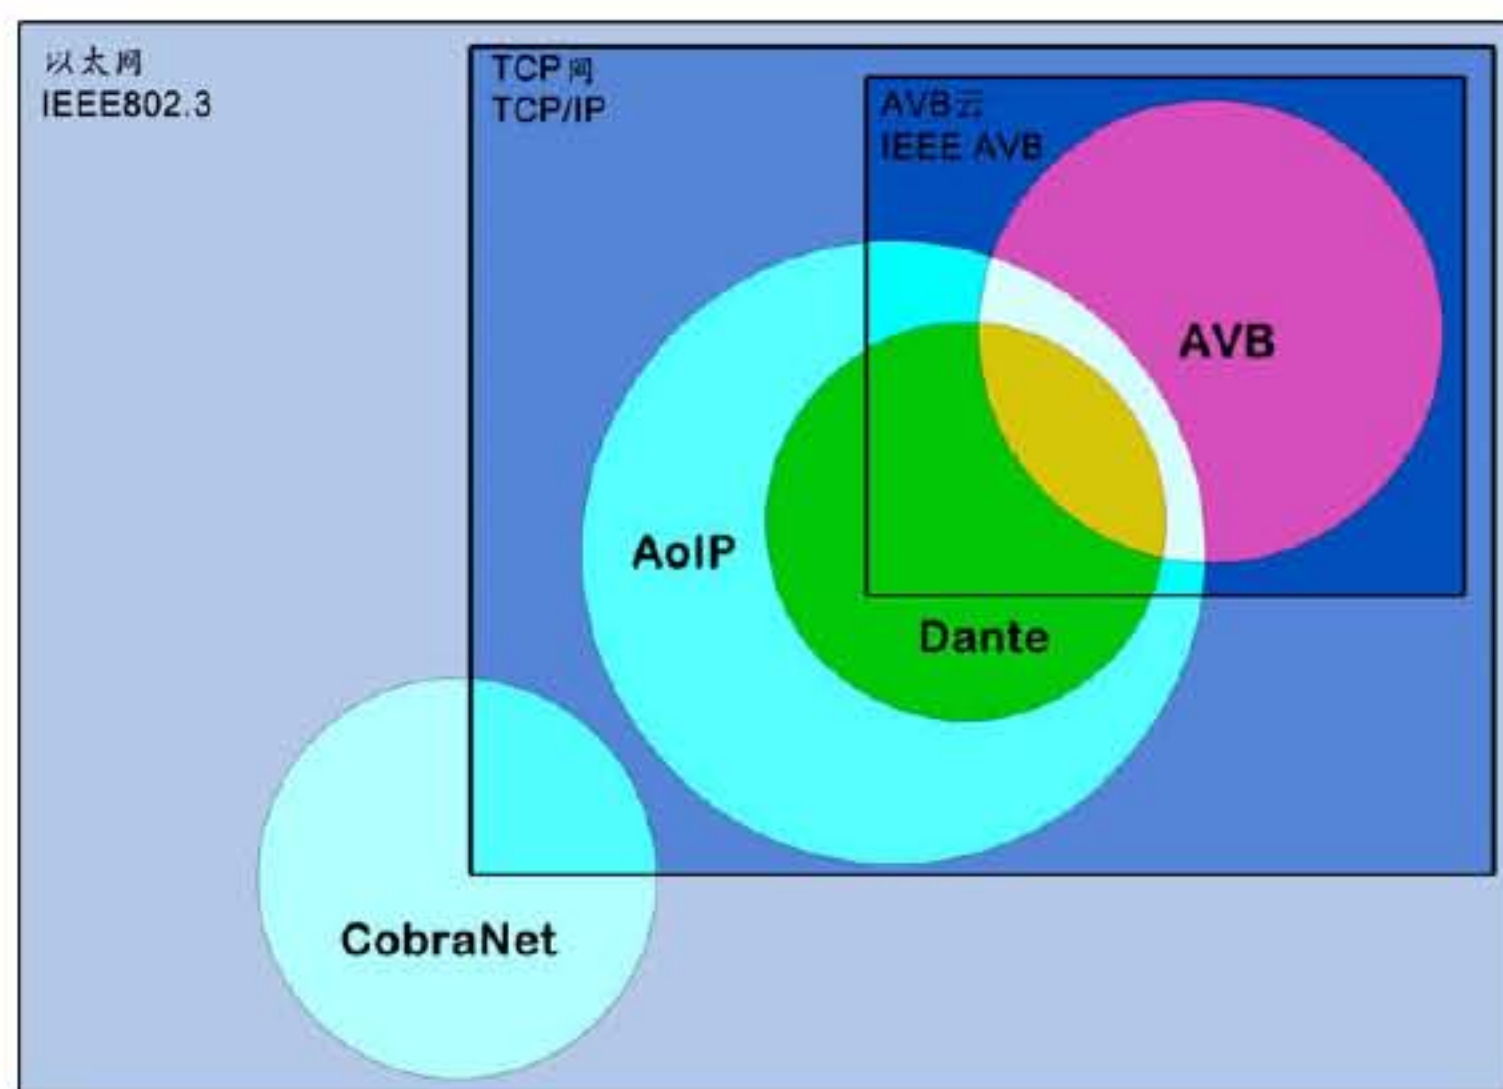 以太网
IEEE802.3
TCP网
TCP/IP
AVB云
IEEE AVB
AVB
AoIP
Dante
CobraNet